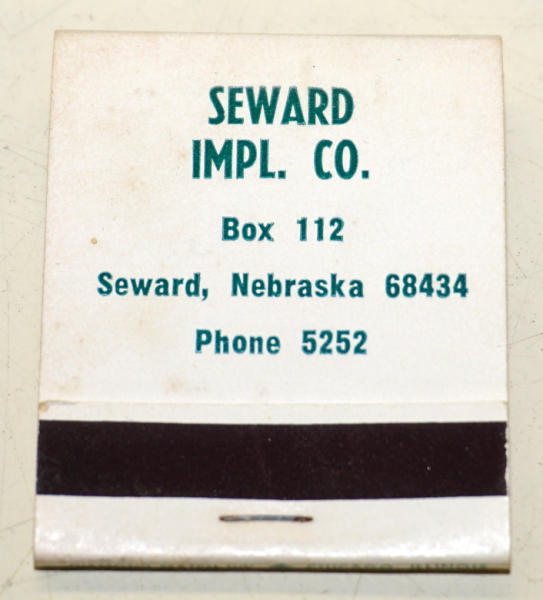 SEWARD
IMPL. CO.
Box 112
Seward, Nebraska 68434
Phone 5252